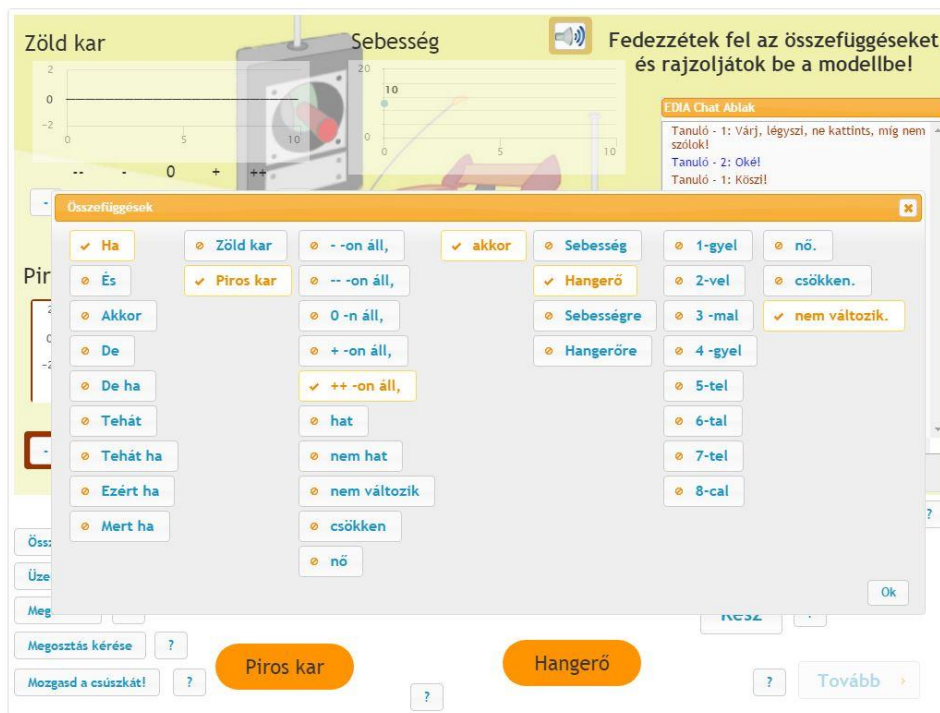 Zöld kar
Sebesség
Fedezzétek fel az összefüggéseket
és rajzoljátok be a modellbe!
2
0
-2
0
5
10
20
10
0
0
5
10
-- - 0 + ++
EDIA Chat Ablak
Tanuló - 1: Várj, légyszi, ne kattints, míg nem
szólok!
Tanuló - 2: Oké!
Tanuló - 1: Köszi!
Összefüggések
Ha
És
Akkor
De
De ha
Tehát
Tehát ha
Ezért ha
Mert ha
Zöld kar
Piros kar
- -on áll,
-- -on áll,
0 -n áll,
+ -on áll,
++ -on áll,
hat
nem hat
nem változik
csökken
nő
akkor
Sebesség
Hangerő
Sebességre
Hangerőre
1-gyel
2-vel
3 -mal
4 -gyel
5-tel
6-tal
7-tel
8-cal
nő.
csökken.
nem változik.
Ok
Pir
-2
Össz
Üze
Meg
Megosztás kérése ?
Mozgasd a csúszkát! ?
Piros kar
?
Hangerő
Kész
?
?
Tovább